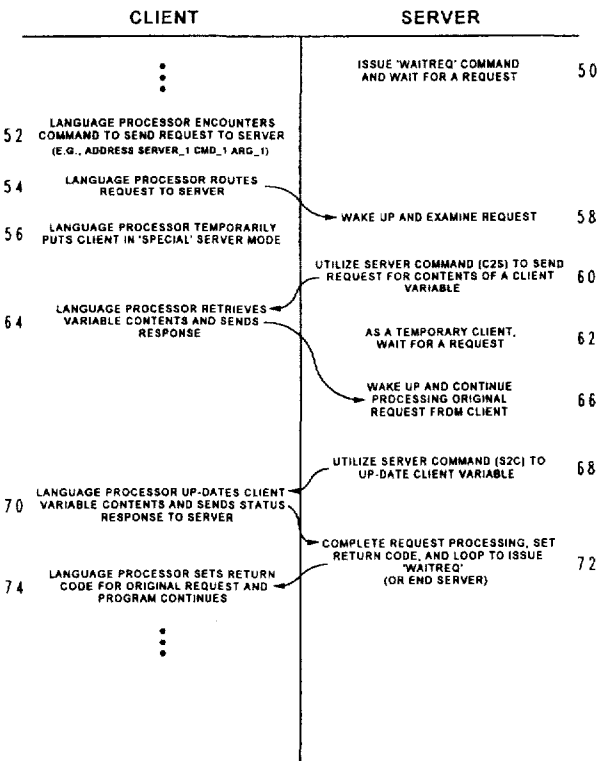 CLIENT
SERVER
ISSUE 'WAITREQ' COMMAND
AND WAIT FOR A REQUEST
50
52
LANGUAGE PROCESSOR ENCOUNTERS
COMMAND TO SEND REQUEST TO SERVER
(E.G., ADDRESS SERVER_1 CMD_1 ARG_1)
54
LANGUAGE PROCESSOR ROUTES
REQUEST TO SERVER
WAKE UP AND EXAMINE REQUEST
58
56
LANGUAGE PROCESSOR TEMPORARILY
PUTS CLIENT IN 'SPECIAL' SERVER MODE
UTILIZE SERVER COMMAND (C2S) TO SEND
REQUEST FOR CONTENTS OF A CLIENT
VARIABLE
60
64
LANGUAGE PROCESSOR RETRIEVES
VARIABLE CONTENTS AND SENDS
RESPONSE
AS A TEMPORARY CLIENT,
WAIT FOR A REQUEST
62
WAKE UP AND CONTINUE
PROCESSING ORIGINAL
REQUEST FROM CLIENT
66
UTILIZE SERVER COMMAND (S2C) TO
UP-DATE CLIENT VARIABLE
68
70
LANGUAGE PROCESSOR UP-DATES CLIENT
VARIABLE CONTENTS AND SENDS STATUS
RESPONSE TO SERVER
COMPLETE REQUEST PROCESSING, SET
RETURN CODE, AND LOOP TO ISSUE
'WAITREQ'
(OR END SERVER)
72
74
LANGUAGE PROCESSOR SETS RETURN
CODE FOR ORIGINAL REQUEST AND
PROGRAM CONTINUES